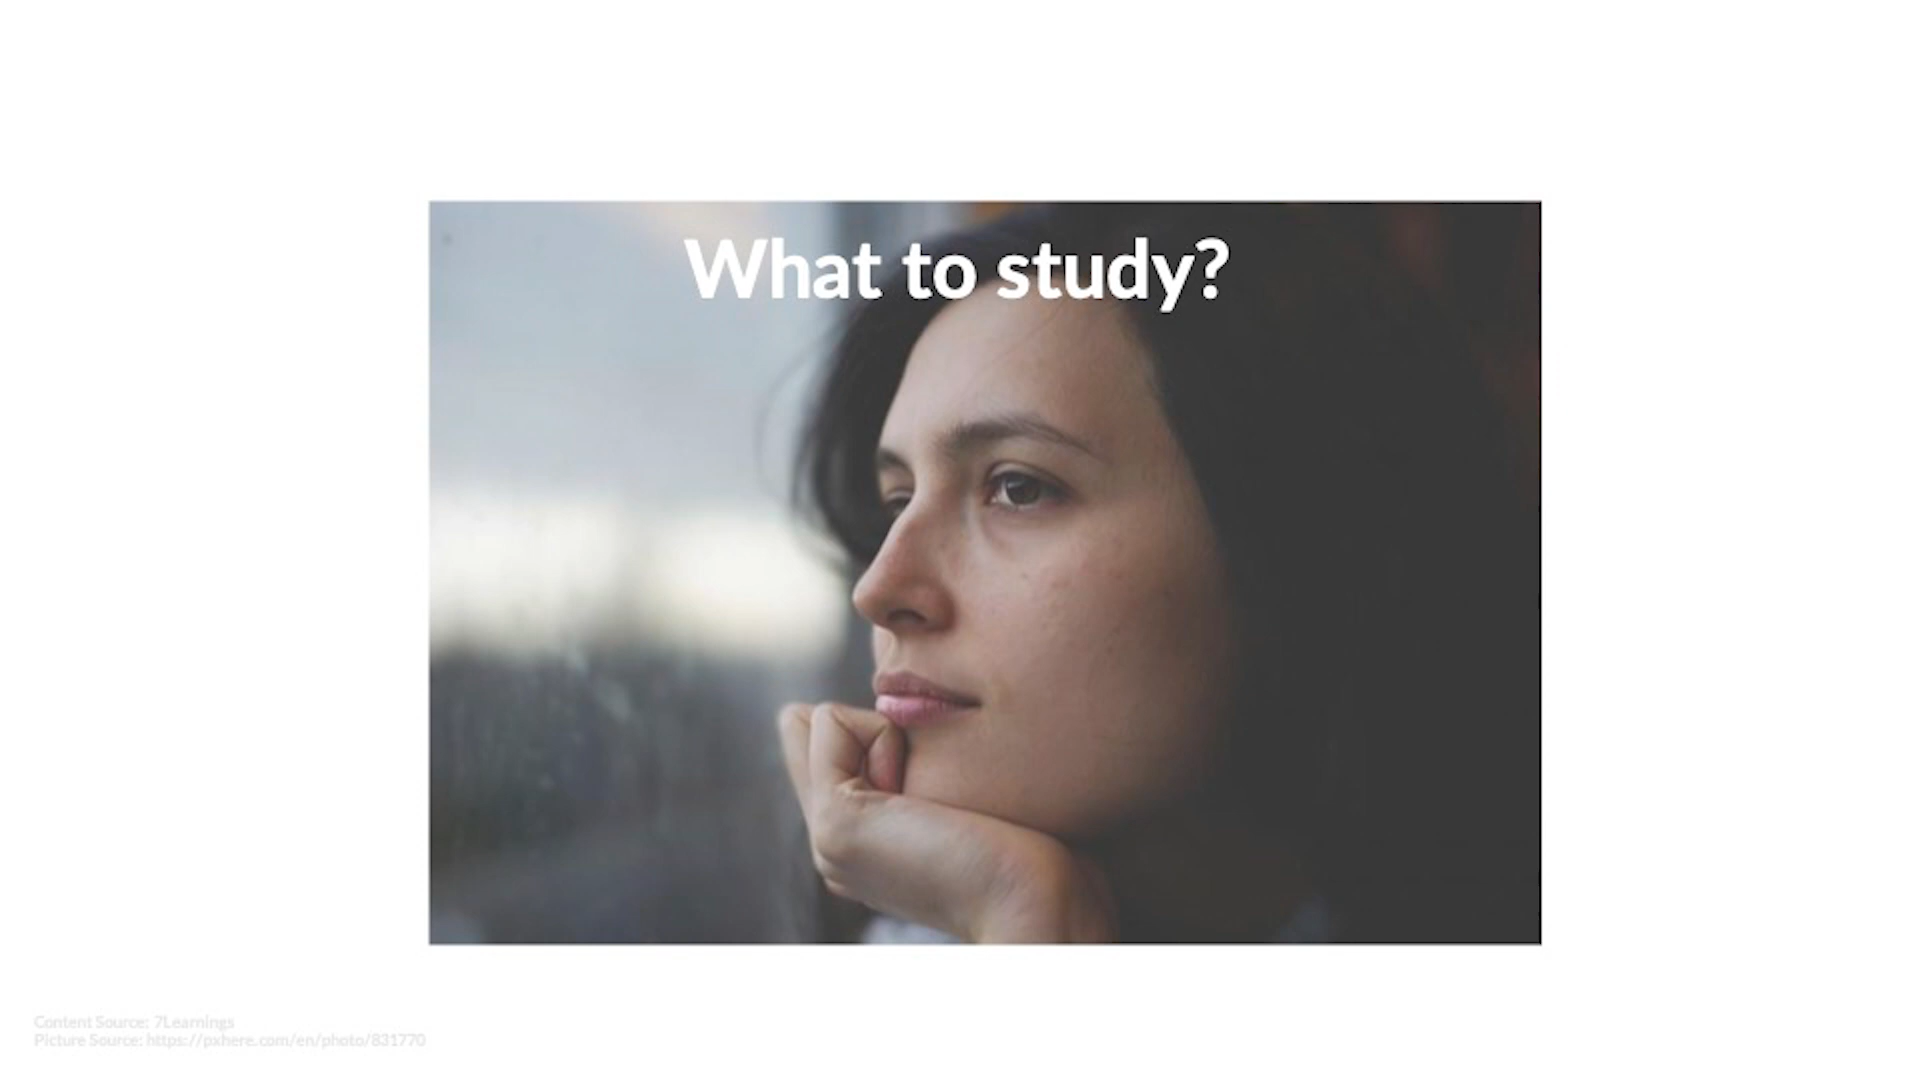 What to study?
Content Source: 7Learnings
Picture Source: https://pxhere.com/en/photo/831770